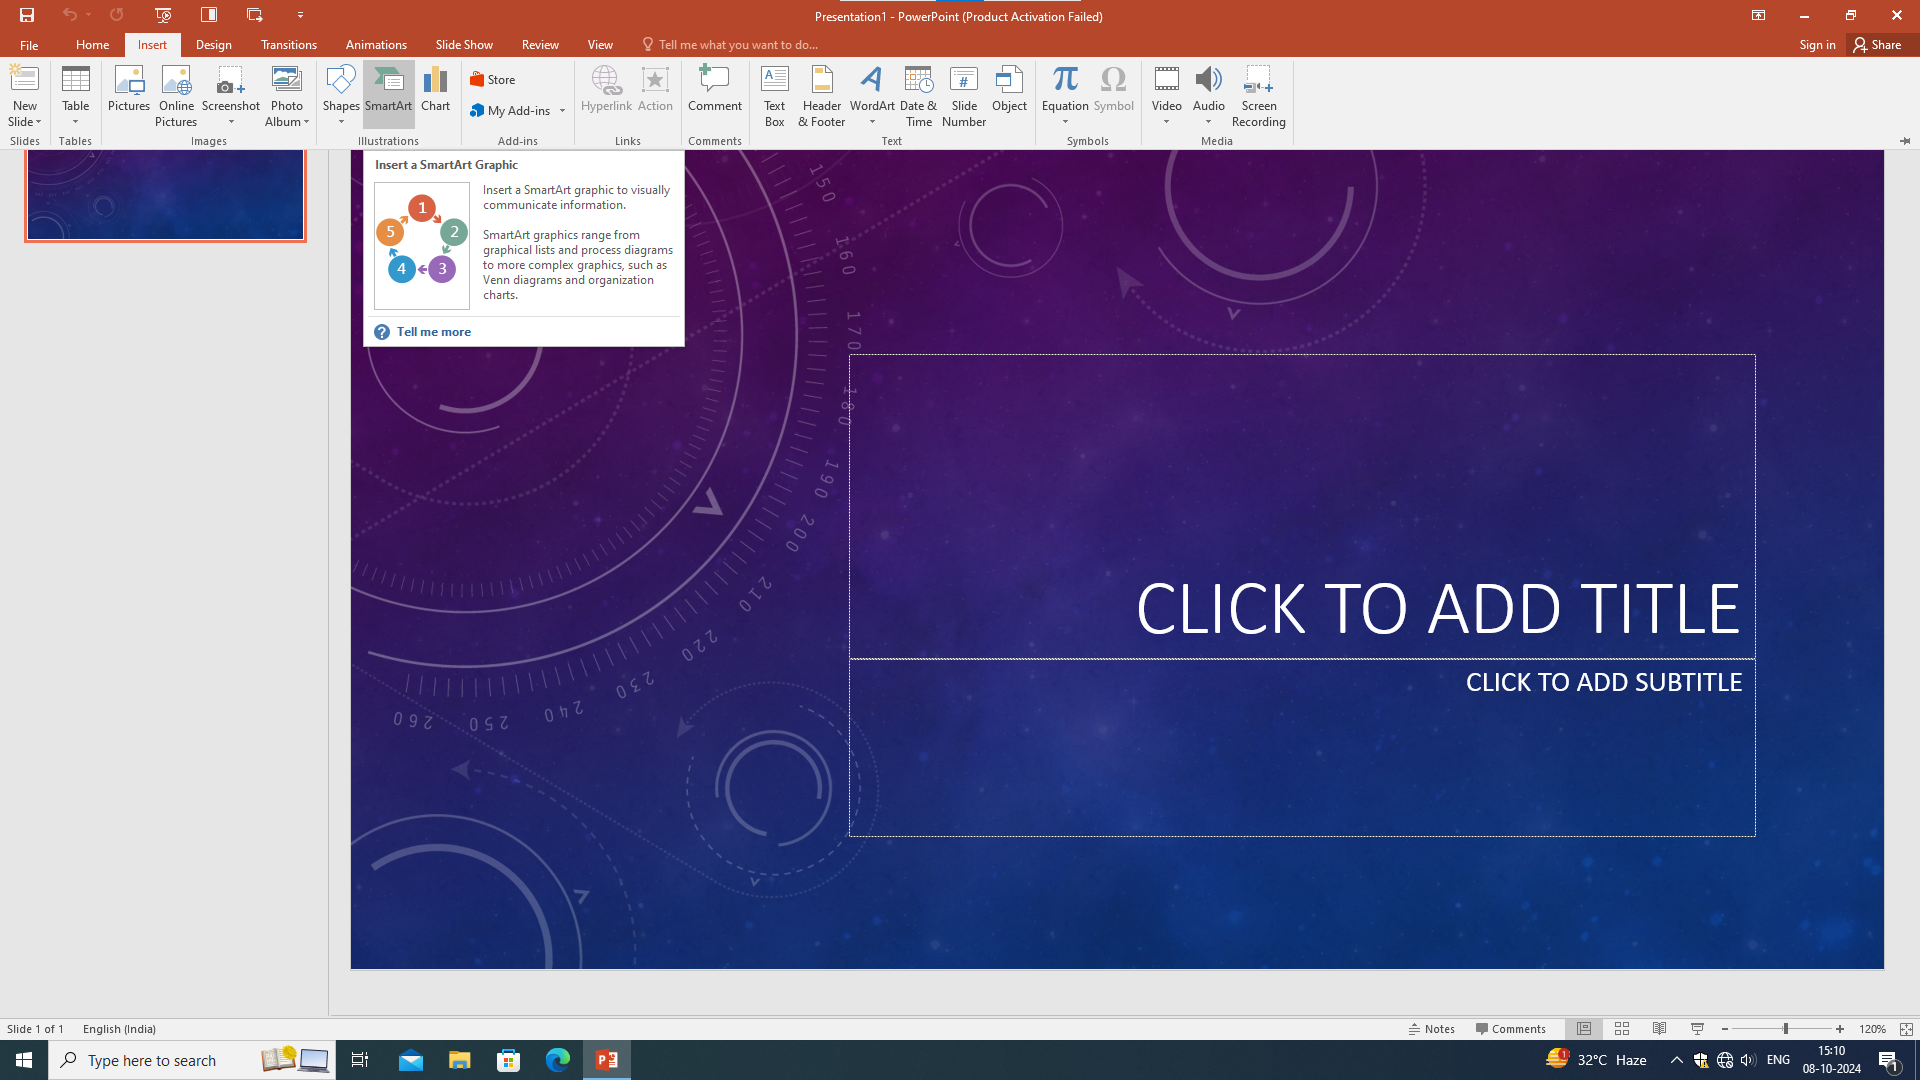 Presentation1 - PowerPoint (Product Activation Failed)
File Home Insert Design Transitions Animations Slide Show Review View Tell me what you want to do... Sign in Share
New Slide Table Pictures Online Pictures Screenshot Photo Album Shapes SmartArt Chart Store My Add-ins Hyperlink Action Comment Text Box Header & Footer WordArt Date & Time Slide Number Object Equation Symbol Video Audio Screen Recording
Slides Tables Images Illustrations Add-ins Links Comments Text Symbols Media
Insert a SmartArt Graphic
1
2
3
4
5
Insert a SmartArt graphic to visually
communicate information.
SmartArt graphics range from
graphical lists and process diagrams
to more complex graphics, such as
Venn diagrams and organization
charts.
? Tell me more
150
160
170
180
190
200
210
220
230
240
250
260
CLICK TO ADD TITLE
CLICK TO ADD SUBTITLE
Slide 1 of 1 English (India) Notes Comments 120%
Type here to search 1 32°C Haze ENG 15:10
08-10-2024 1